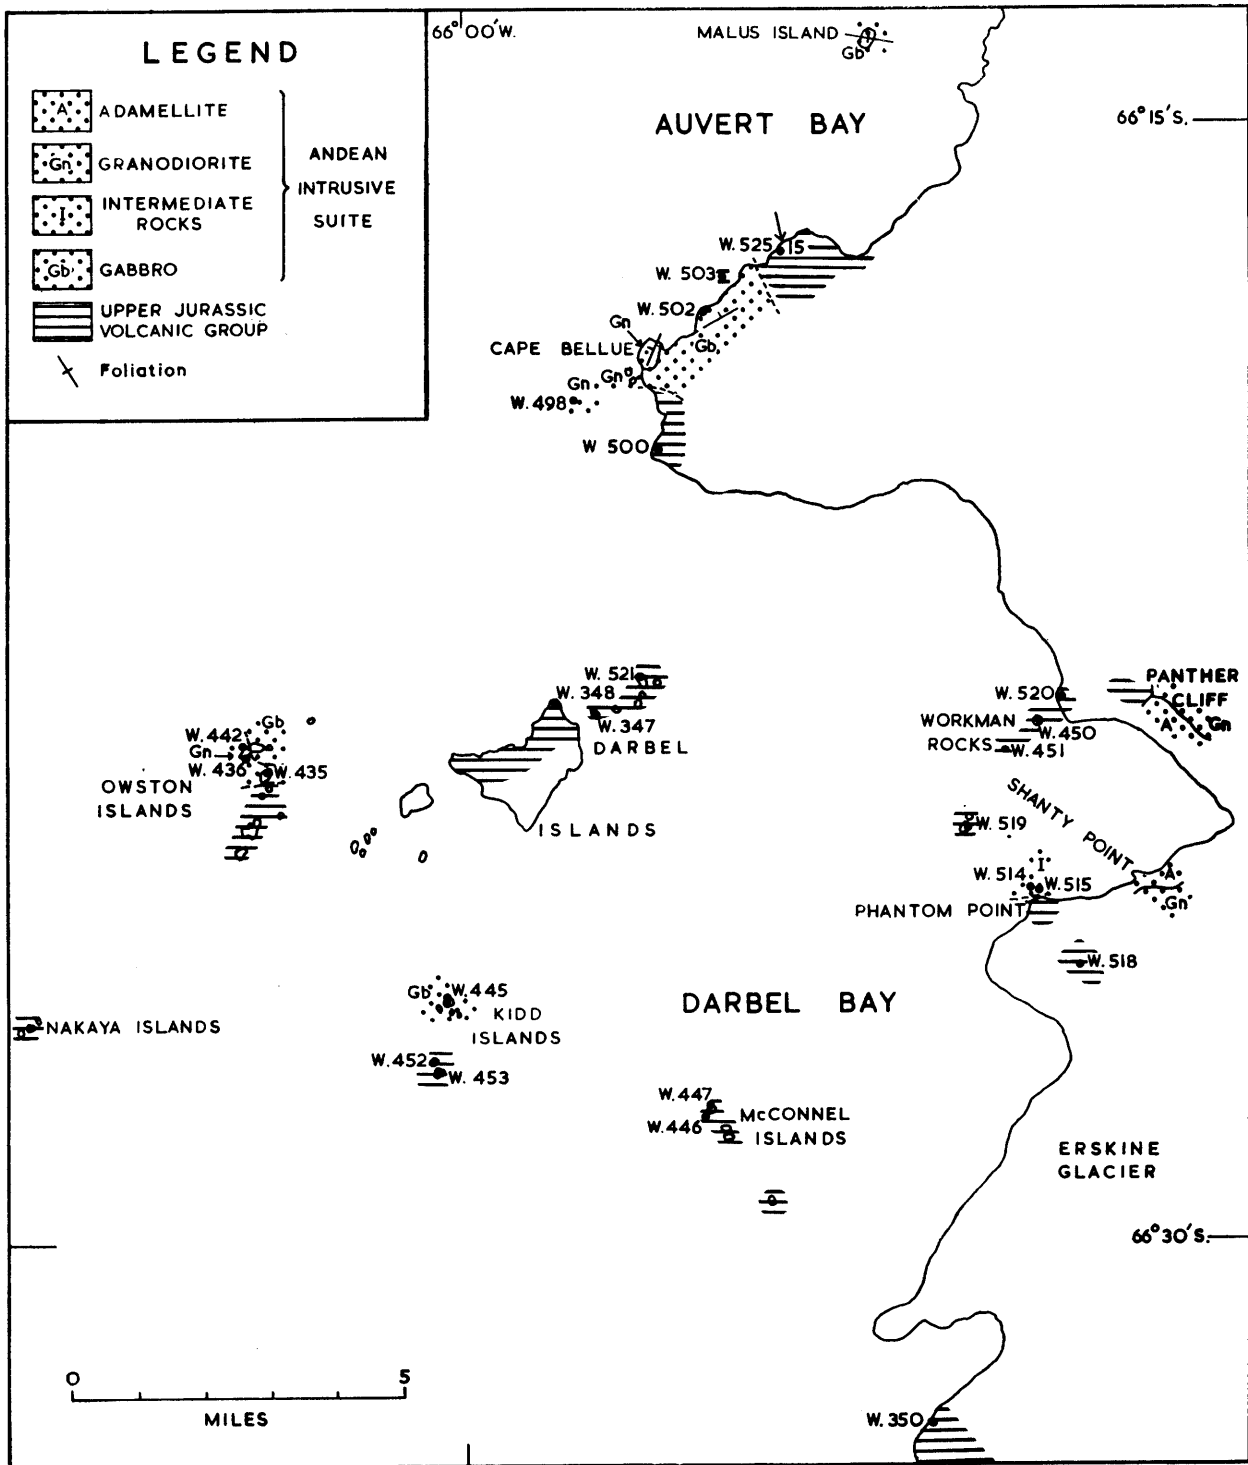 LEGEND
A ADAMELLITE
Gn GRANODIORITE
I INTERMEDIATE
ROCKS
Gb GABBRO
ANDEAN
INTRUSIVE
SUITE
UPPER JURASSIC
VOLCANIC GROUP
Foliation
66°00'W.
MALUS ISLAND
Gb
AUVERT BAY
66°15'S.
W. 525
15
W. 503
W. 502
Gn
Gb
CAPE BELLUE
Gn
Gn
W. 498
W 500
W. 521
W. 348
W. 347
DARBEL
ISLANDS
Gb
W. 442
Gn
W. 436
W. 435
OWSTON
ISLANDS
PANTHER
CLIFF
W. 520
A
Gn
WORKMAN
ROCKS
W. 450
W. 451
SHANTY POINT
W. 519
I
W. 514
W. 515
A
Gn
PHANTOM POINT
W. 518
Gb
W. 445
KIDD
ISLANDS
DARBEL BAY
NAKAYA ISLANDS
W. 452
W. 453
W. 447
W. 446
McCONNEL
ISLANDS
ERSKINE
GLACIER
66°30'S.
0
5
MILES
W. 350